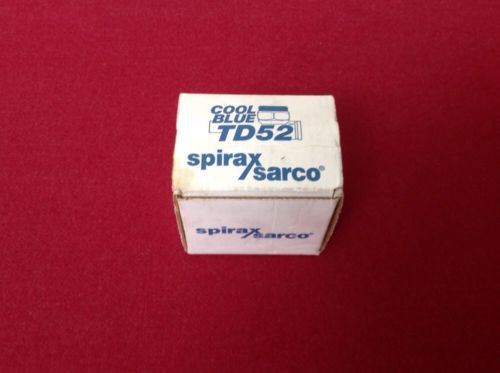 COOL
BLUE
TD52
spirax
sarco®
spirax
sarco®